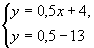 y = 0,5x + 4,
y = 0,5 − 13